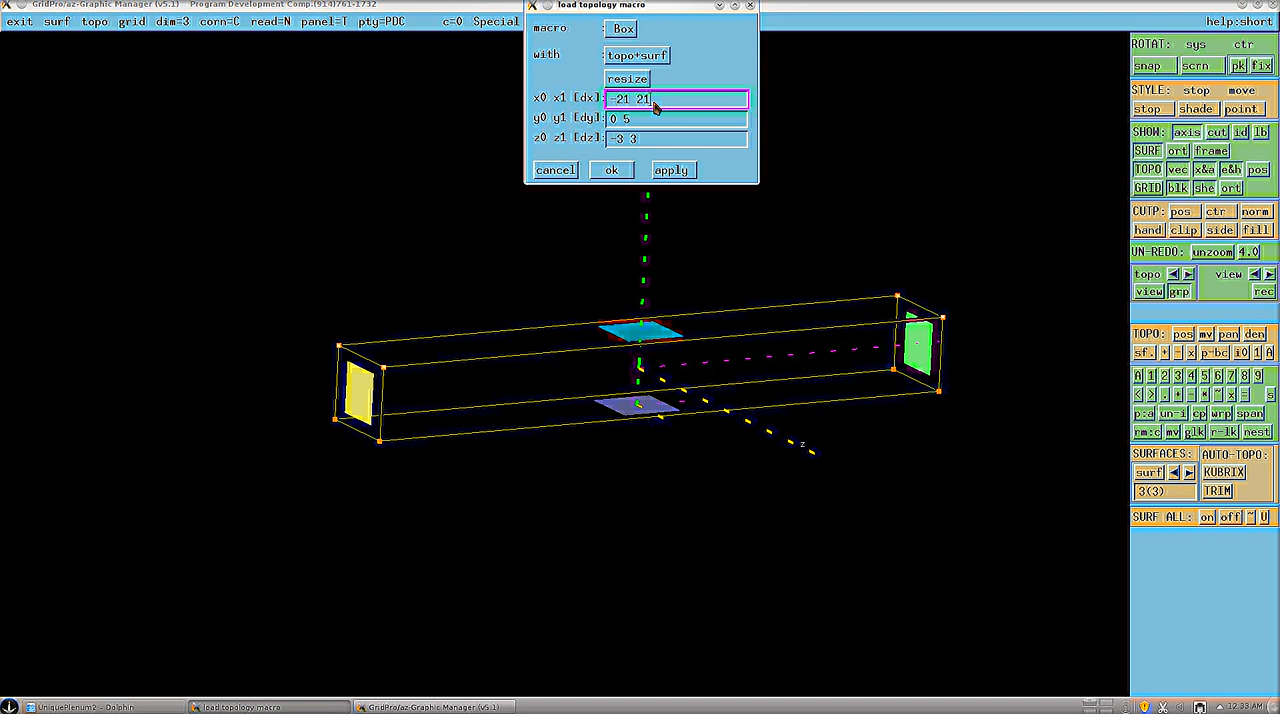 GridPro/az-Graphic Manager (v5.1) Program Development Comp.(914)761-1732
load topology macro
exit surf topo grid dim=3 corn=C read=N panel=T pty=PDC c=0 Special
help:short
macro : Box
with : topo+surf
resize
x0 x1 [dx]: -21 21
y0 y1 [dy]: 0 5
z0 z1 [dz]: -3 3
cancel ok apply
z
ROTAT: sys ctr
snap scrn pk fix
STYLE: stop move
stop shade point
SHOW: axis cut id lb
SURF ort frame
TOPO vec x&a e&h pos
GRID blk she ort
CUTP: pos ctr norm
hand clip side fill
UN-REDO: unzoom 4.0
topo view
view grp rec
TOPO: pos mv pan den
sf. + - x p-bc i0 1 A
A 1 2 3 4 5 6 7 8 9
< > . + - * ~ x = s
p:a un=i cp wrp span
rm:c mv glk r-lk nest
SURFACES: AUTO-TOPO:
surf KUBRIX
3(3) TRIM
SURF ALL: on off ~ U
UniquePlenum2 - Dolphin
load topology macro
GridPro/az-Graphic Manager (v5.1)
12:33 AM